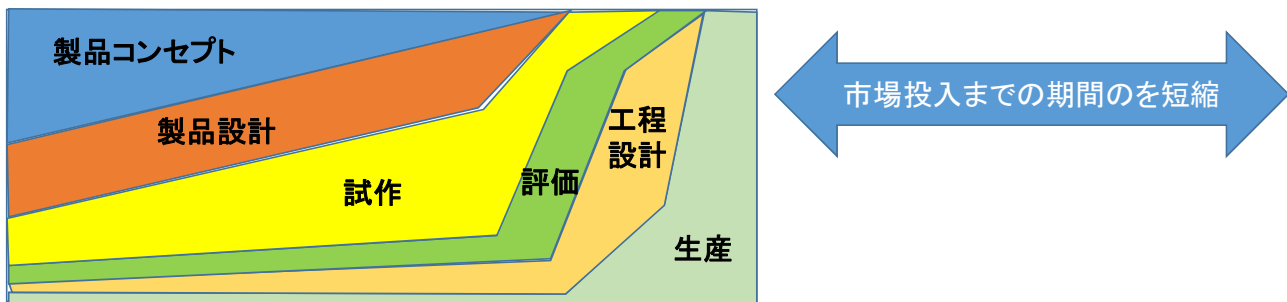 製品コンセプト
製品設計
試作
評価
工程
設計
生産
市場投入までの期間のを短縮